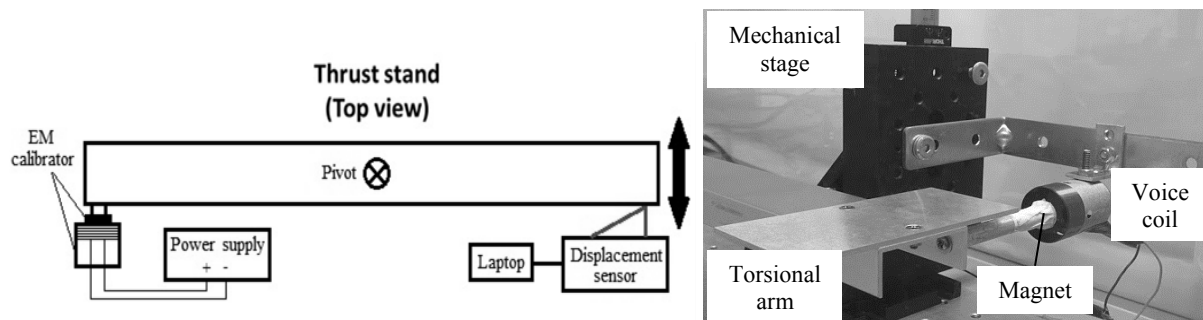 Thrust stand
(Top view)
EM
calibrator
Pivot
Power supply
+ -
Laptop
Displacement
sensor
Mechanical
stage
Voice
coil
Torsional
arm
Magnet